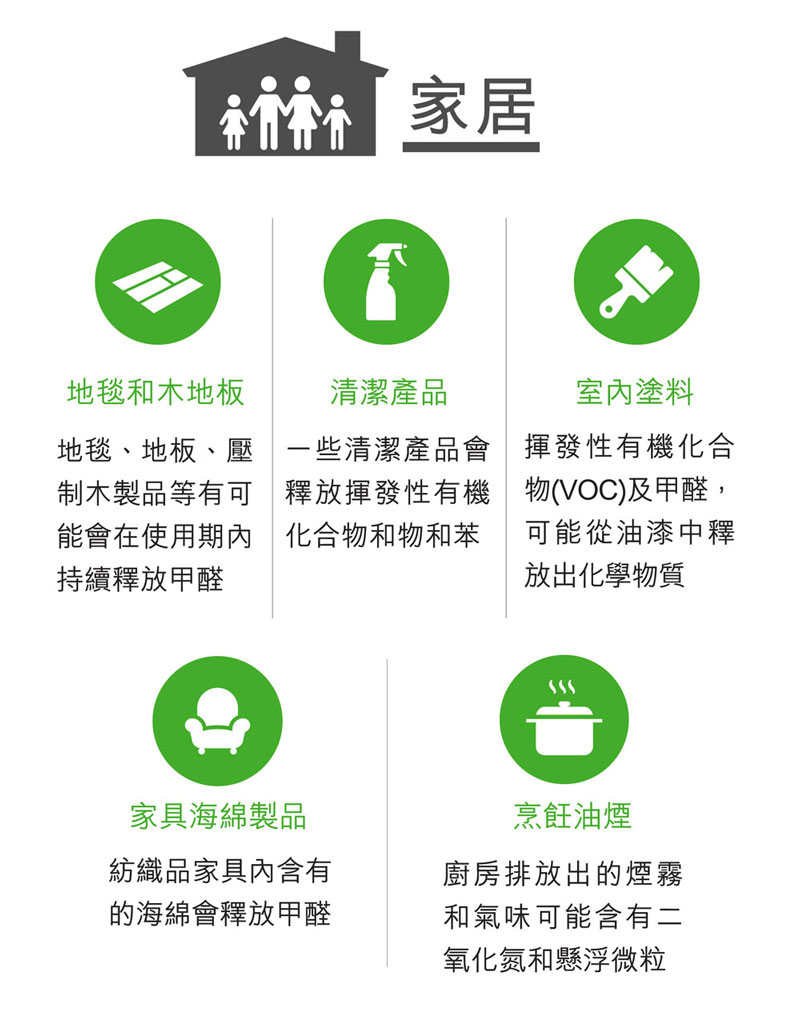 家居
地毯和木地板
地毯、地板、壓
制木製品等有可
能會在使用期內
持續釋放甲醛
清潔產品
一些清潔產品會
釋放揮發性有機
化合物和物和苯
室內塗料
揮發性有機化合
物(VOC)及甲醛，
可能從油漆中釋
放出化學物質
家具海綿製品
紡織品家具內含有
的海綿會釋放甲醛
烹飪油煙
廚房排放出的煙霧
和氣味可能含有二
氧化氮和懸浮微粒